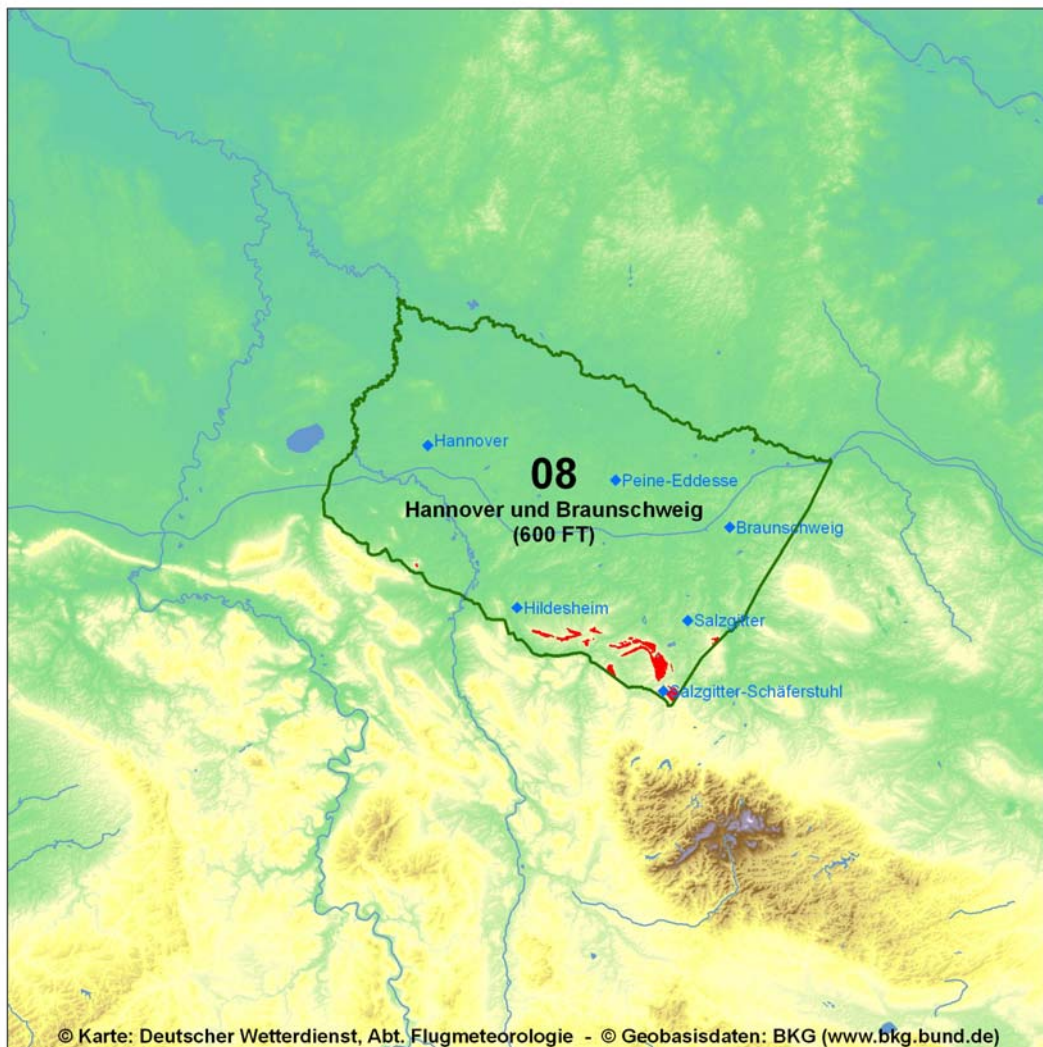 Hannover
08
Peine-Eddesse
Hannover und Braunschweig
(600 FT)
Braunschweig
Hildesheim
Salzgitter
Salzgitter-Schäferstuhl
© Karte: Deutscher Wetterdienst, Abt. Flugmeteorologie - © Geobasisdaten: BKG (www.bkg.bund.de)